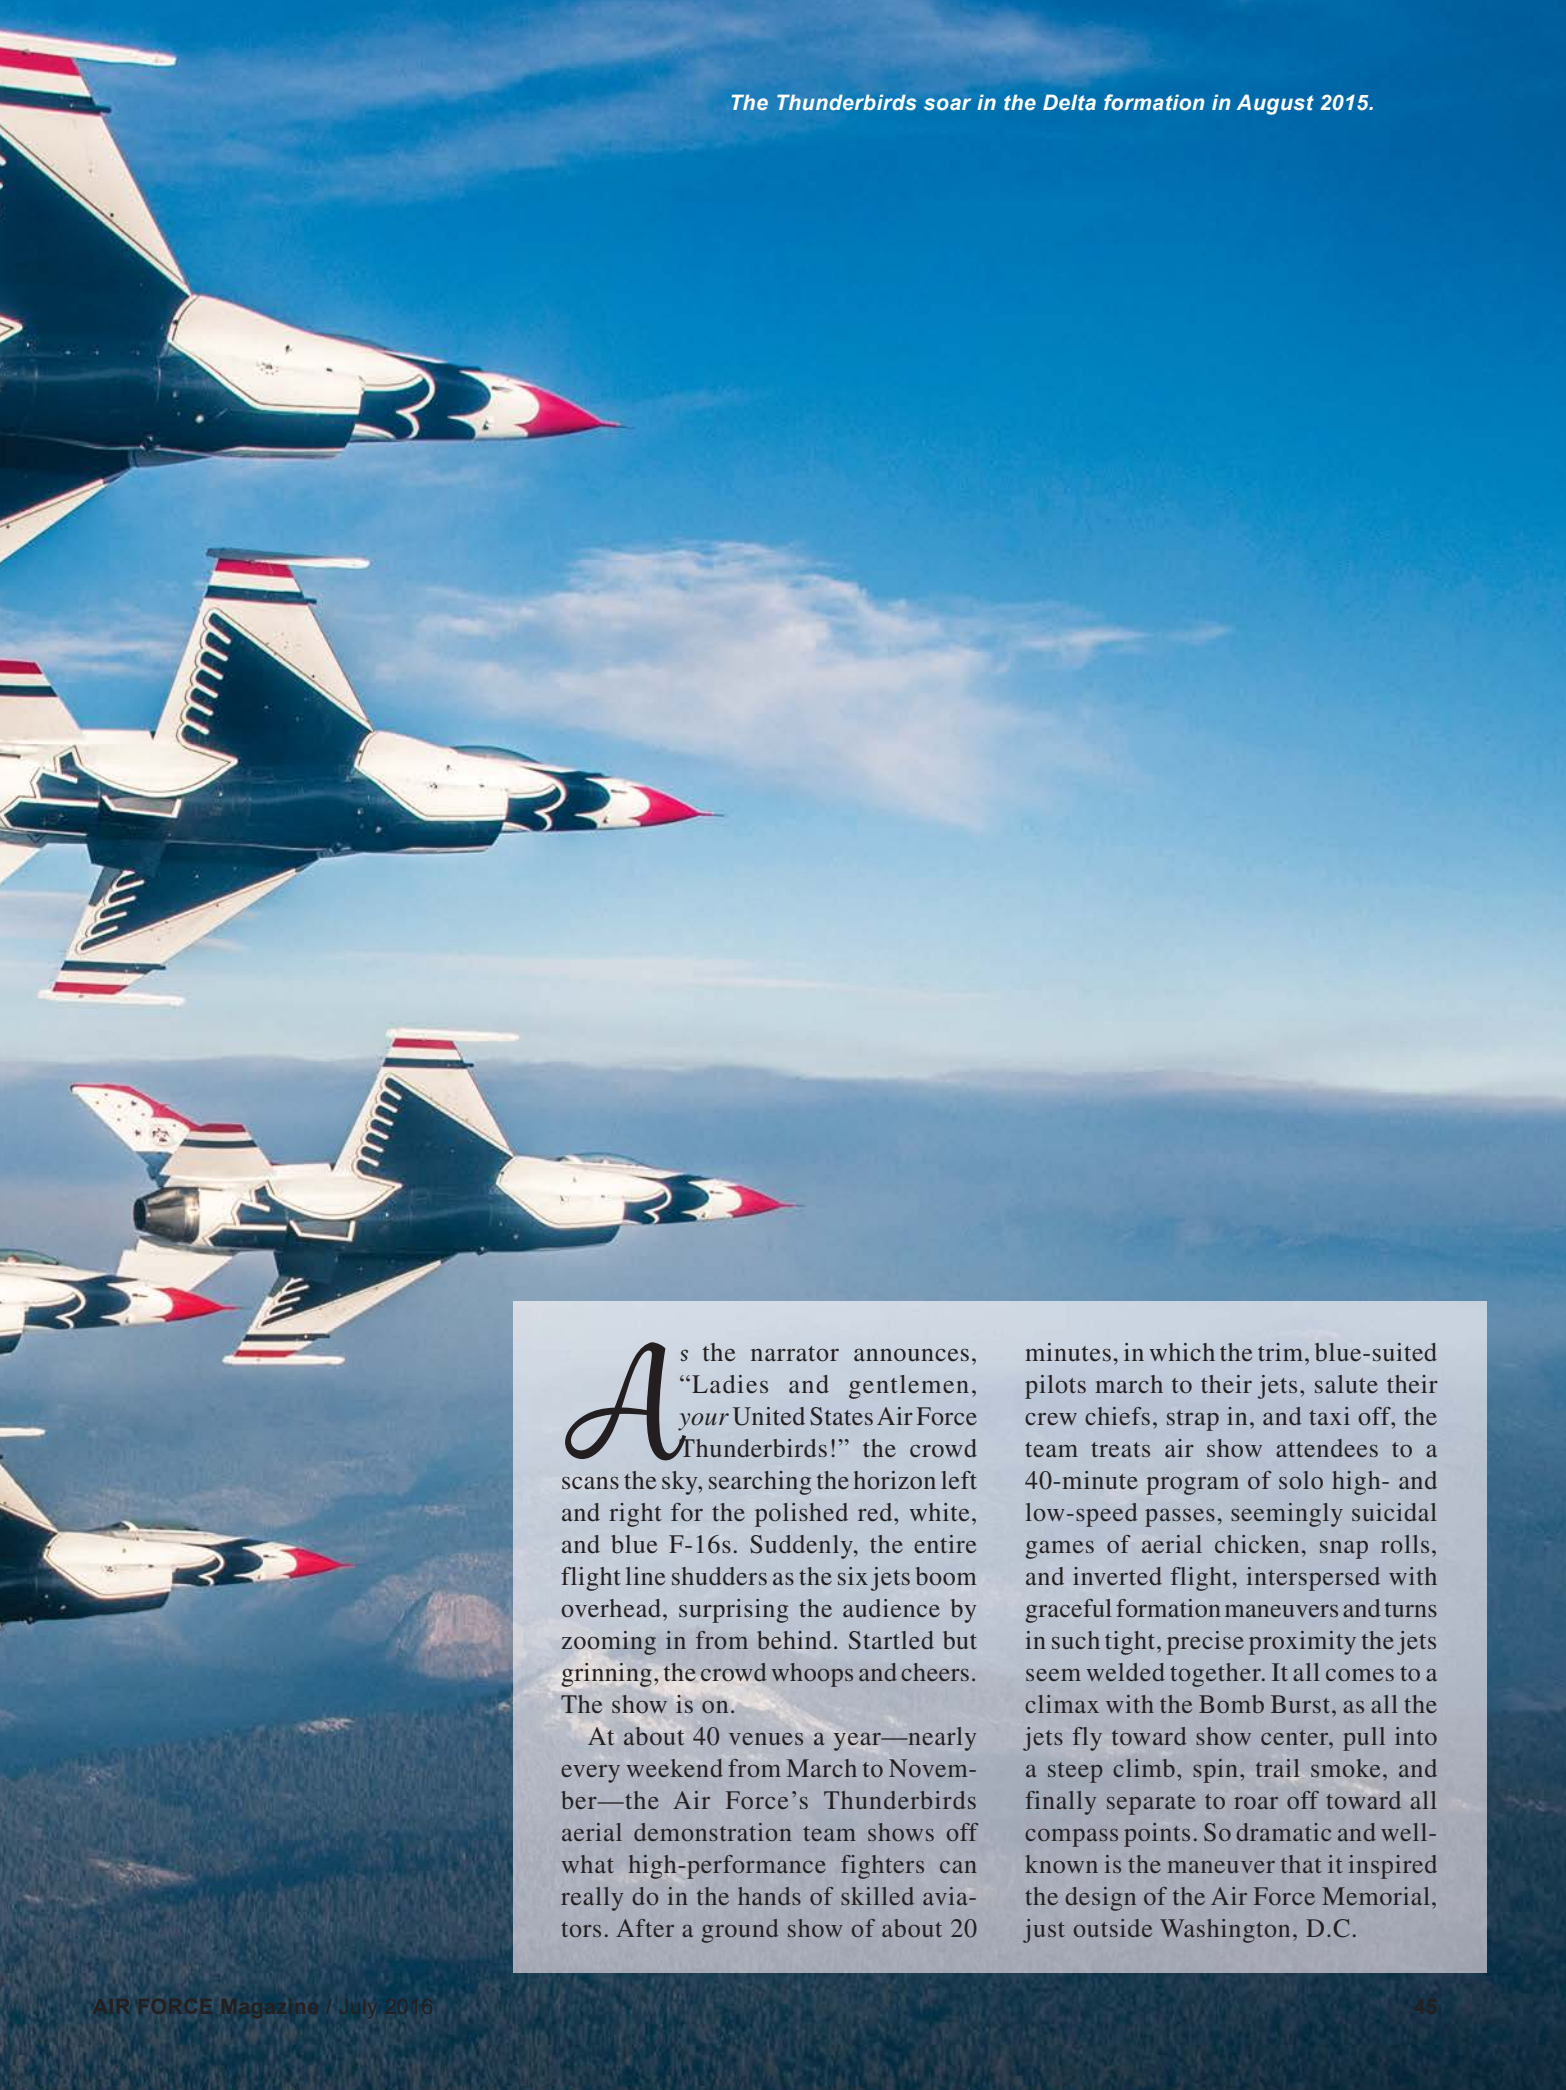 The Thunderbirds soar in the Delta formation in August 2015.
As the narrator announces,
“Ladies and gentlemen,
your United States Air Force
Thunderbirds!” the crowd
scans the sky, searching the horizon left
and right for the polished red, white,
and blue F-16s. Suddenly, the entire
flight line shudders as the six jets boom
overhead, surprising the audience by
zooming in from behind. Startled but
grinning, the crowd whoops and cheers.
The show is on.
At about 40 venues a year—nearly
every weekend from March to Novem-
ber—the Air Force’s Thunderbirds
aerial demonstration team shows off
what high-performance fighters can
really do in the hands of skilled avia-
tors. After a ground show of about 20
minutes, in which the trim, blue-suited
pilots march to their jets, salute their
crew chiefs, strap in, and taxi off, the
team treats air show attendees to a
40-minute program of solo high- and
low-speed passes, seemingly suicidal
games of aerial chicken, snap rolls,
and inverted flight, interspersed with
graceful formation maneuvers and turns
in such tight, precise proximity the jets
seem welded together. It all comes to a
climax with the Bomb Burst, as all the
jets fly toward show center, pull into
a steep climb, spin, trail smoke, and
finally separate to roar off toward all
compass points. So dramatic and well-
known is the maneuver that it inspired
the design of the Air Force Memorial,
just outside Washington, D.C.
AIR FORCE Magazine / July 2016
45